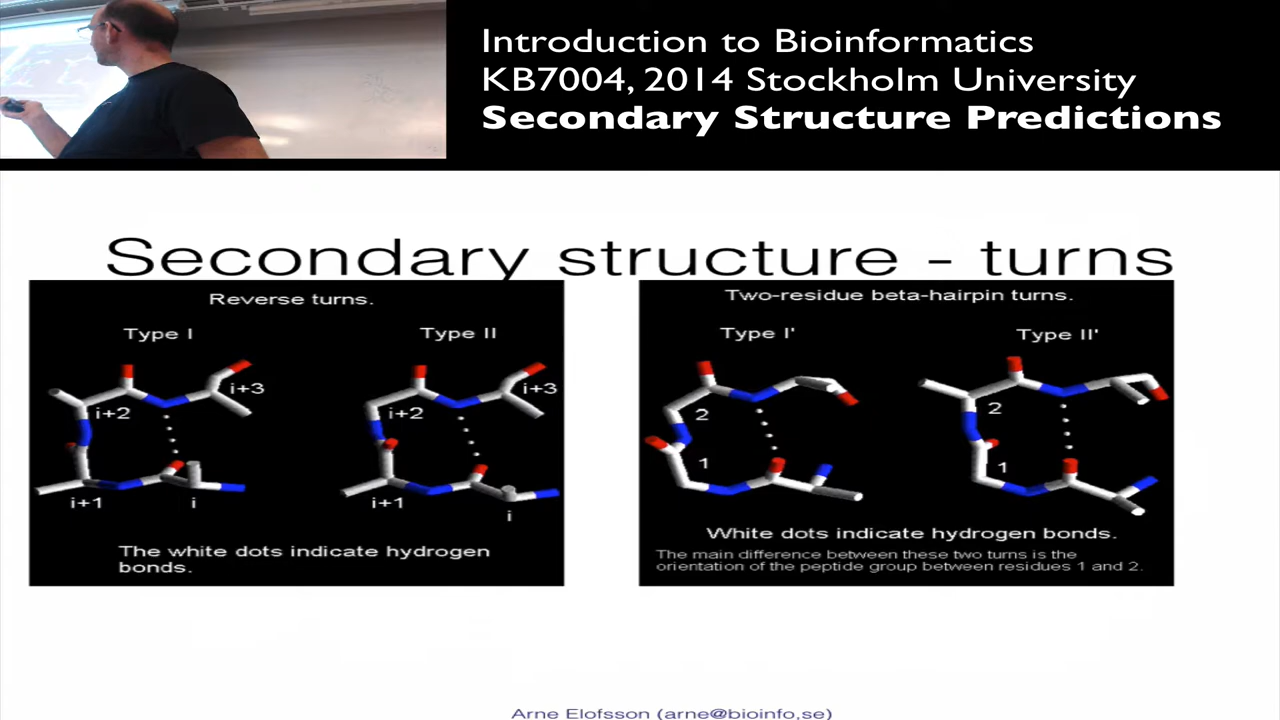 Introduction to Bioinformatics
KB7004, 2014 Stockholm University
Secondary Structure Predictions
Secondary structure - turns
Reverse turns.
Type I
Type II
i+3
i+3
i+2
i+2
i+1
i
i+1
i
The white dots indicate hydrogen
bonds.
Two-residue beta-hairpin turns.
Type I'
Type II'
2
2
1
1
White dots indicate hydrogen bonds.
The main difference between these two turns is the
orientation of the peptide group between residues 1 and 2.
Arne Elofsson (arne@bioinfo,se)